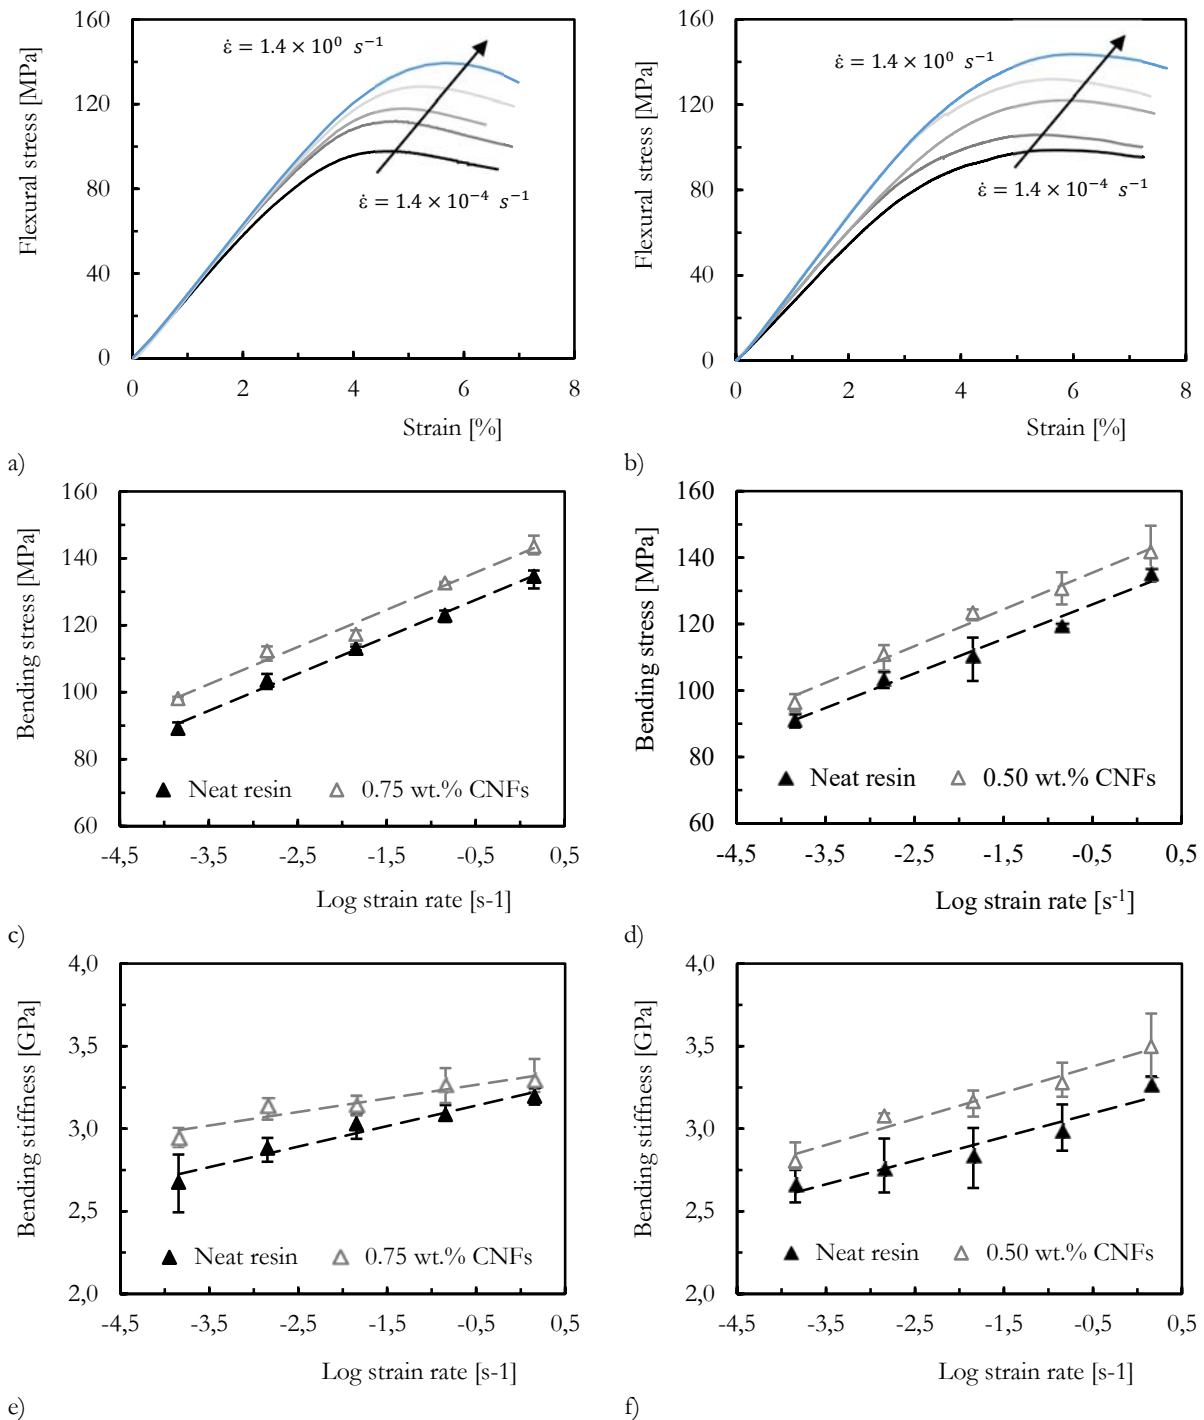 160
120
80
40
0
Flexural stress [MPa]
ε̇ = 1.4 × 10⁰ s⁻¹
ε̇ = 1.4 × 10⁻⁴ s⁻¹
0 2 4 6 8
Strain [%]
a)
160
120
80
40
0
Flexural stress [MPa]
ε̇ = 1.4 × 10⁰ s⁻¹
ε̇ = 1.4 × 10⁻⁴ s⁻¹
0 2 4 6 8
Strain [%]
b)
160
140
120
100
80
60
Bending stress [MPa]
Neat resin 0.75 wt.% CNFs
-4,5 -3,5 -2,5 -1,5 -0,5 0,5
Log strain rate [s-1]
c)
160
140
120
100
80
60
Bending stress [MPa]
Neat resin 0.50 wt.% CNFs
-4,5 -3,5 -2,5 -1,5 -0,5 0,5
Log strain rate [s⁻¹]
d)
4,0
3,5
3,0
2,5
2,0
Bending stiffness [GPa]
Neat resin 0.75 wt.% CNFs
-4,5 -3,5 -2,5 -1,5 -0,5 0,5
Log strain rate [s-1]
e)
4,0
3,5
3,0
2,5
2,0
Bending stiffness [GPa]
Neat resin 0.50 wt.% CNFs
-4,5 -3,5 -2,5 -1,5 -0,5 0,5
Log strain rate [s-1]
f)